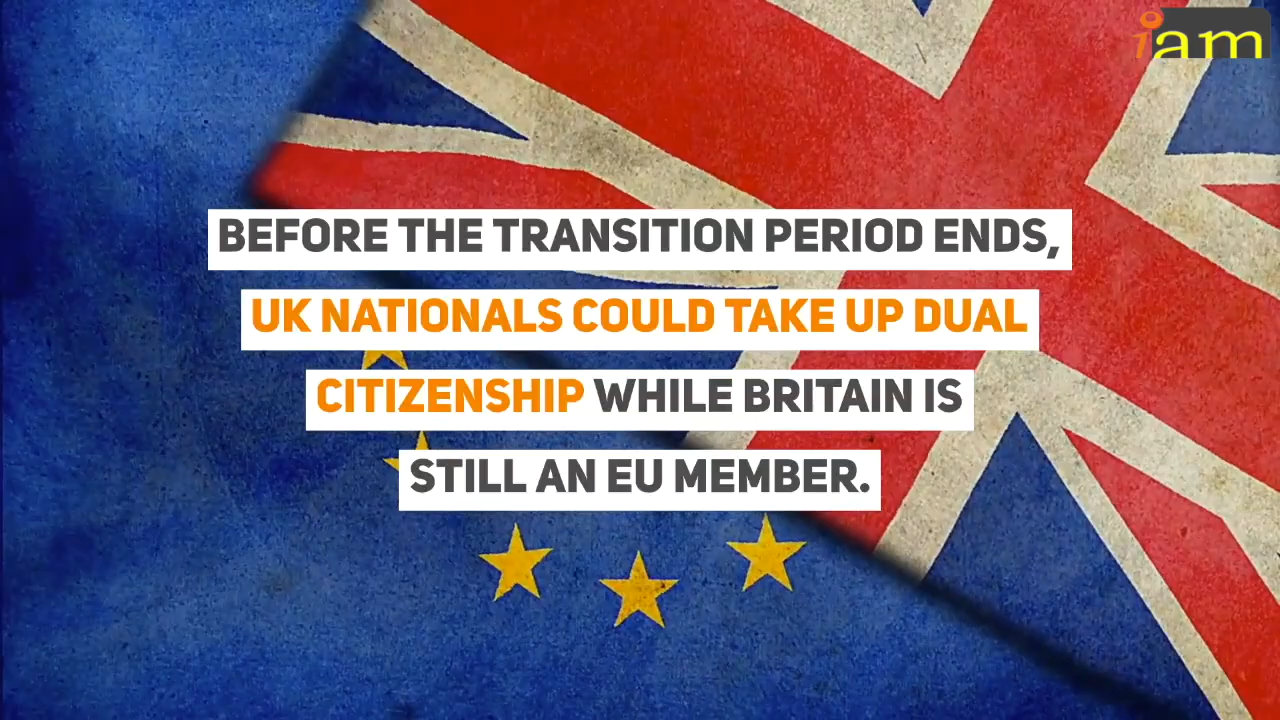 iam
BEFORE THE TRANSITION PERIOD ENDS,
UK NATIONALS COULD TAKE UP DUAL
CITIZENSHIP WHILE BRITAIN IS
STILL AN EU MEMBER.